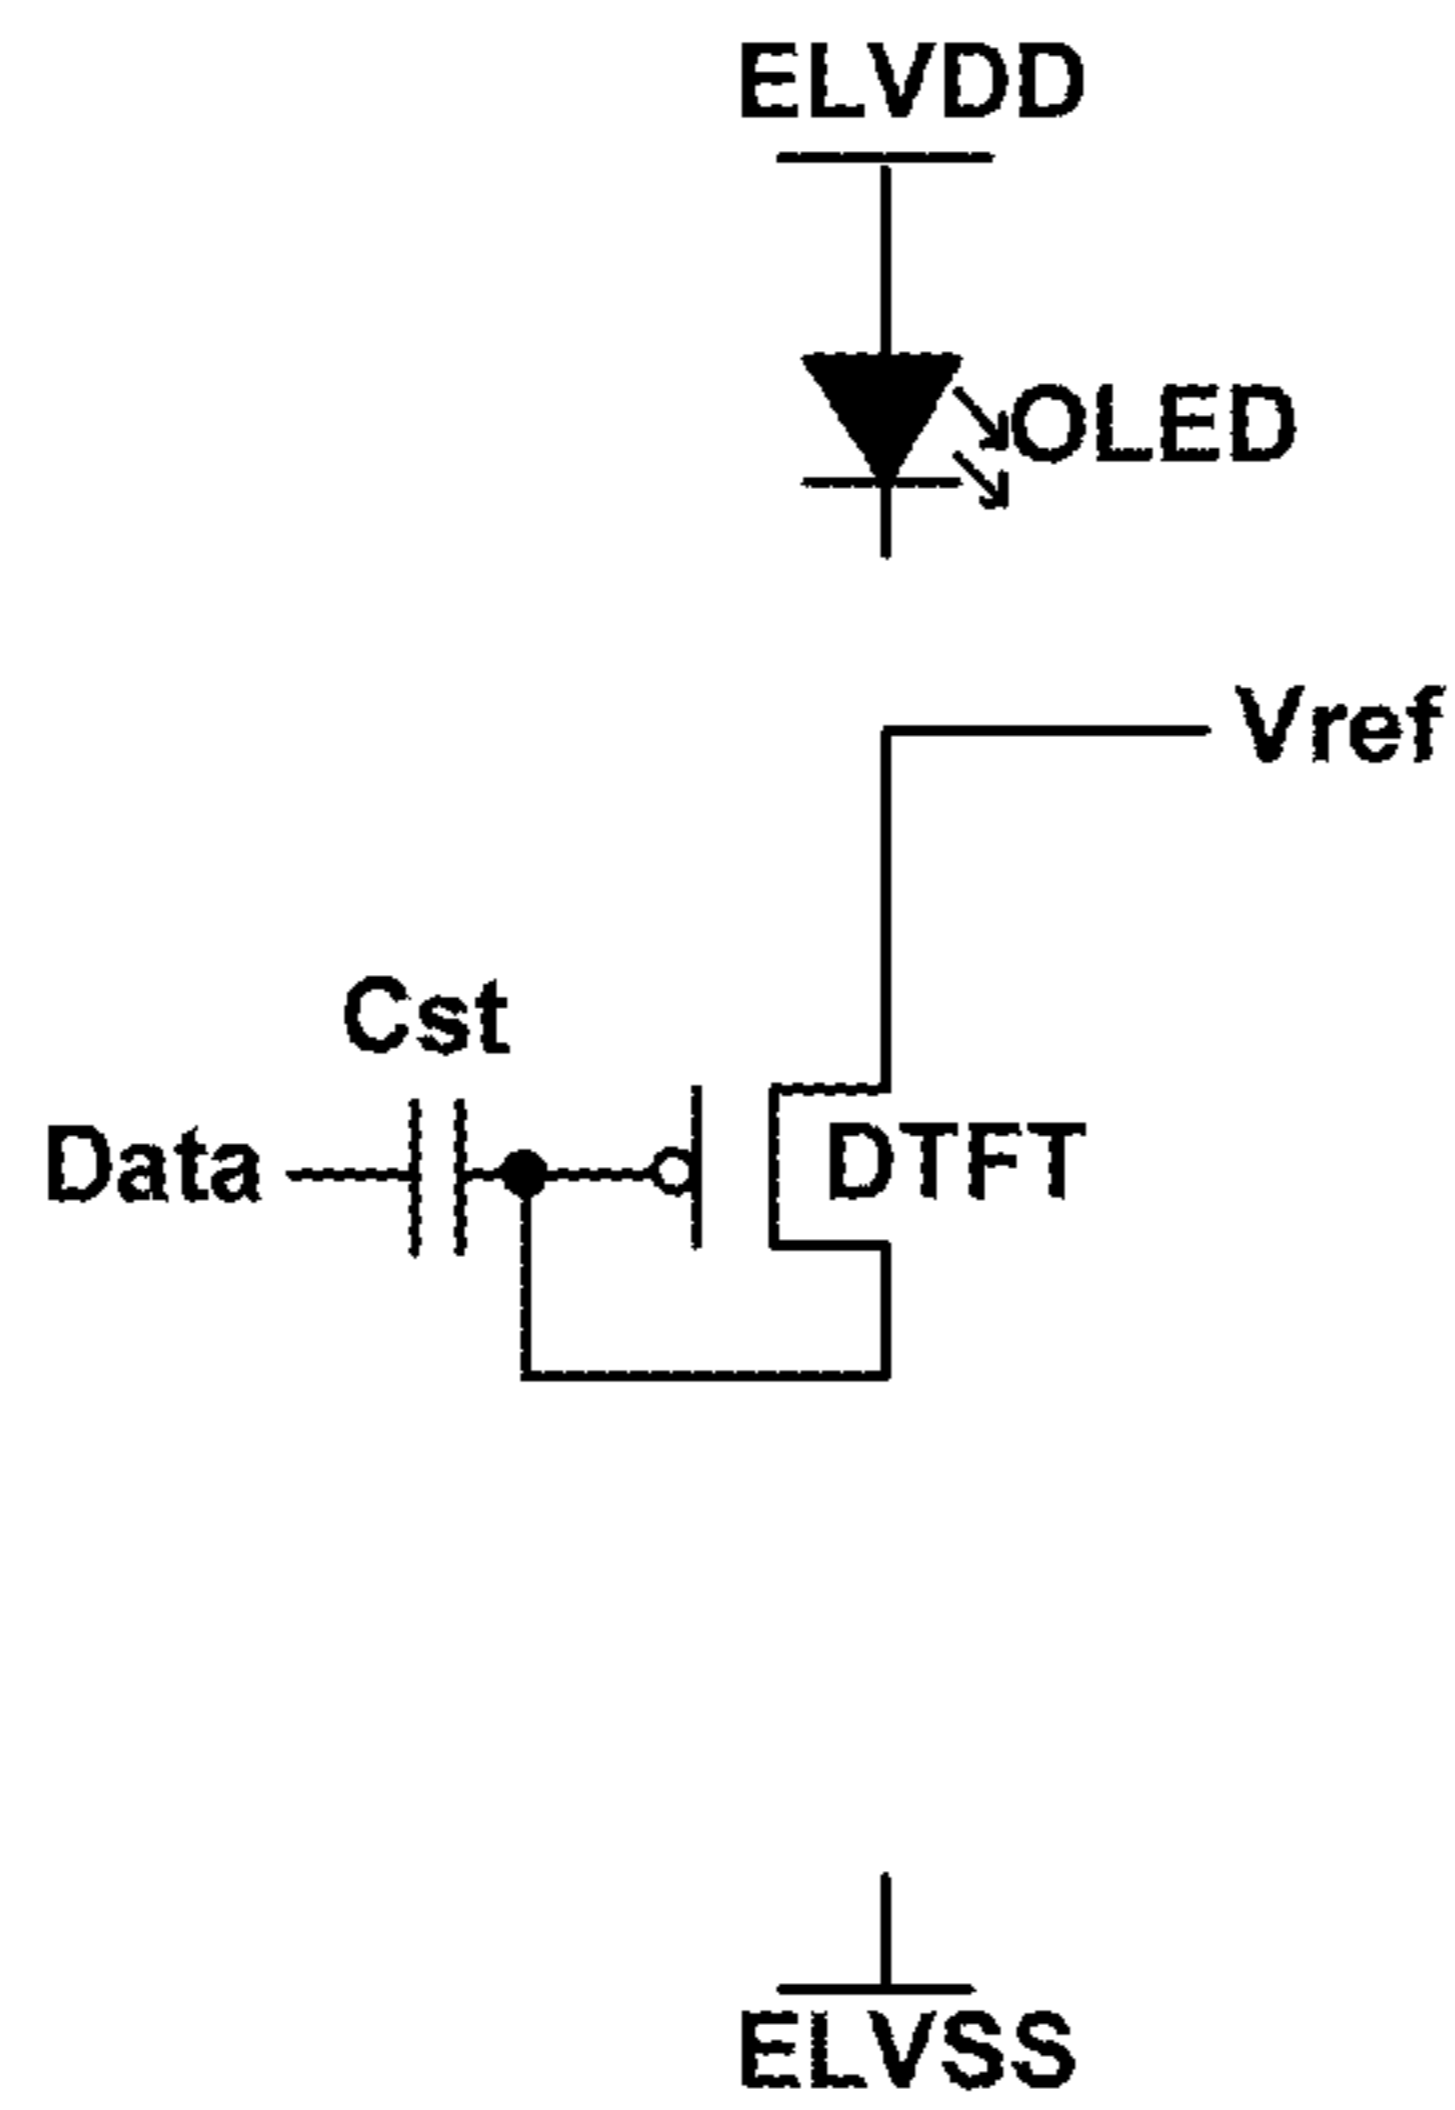 ELVDD
OLED
Vref
Cst
Data
DTFT
ELVSS